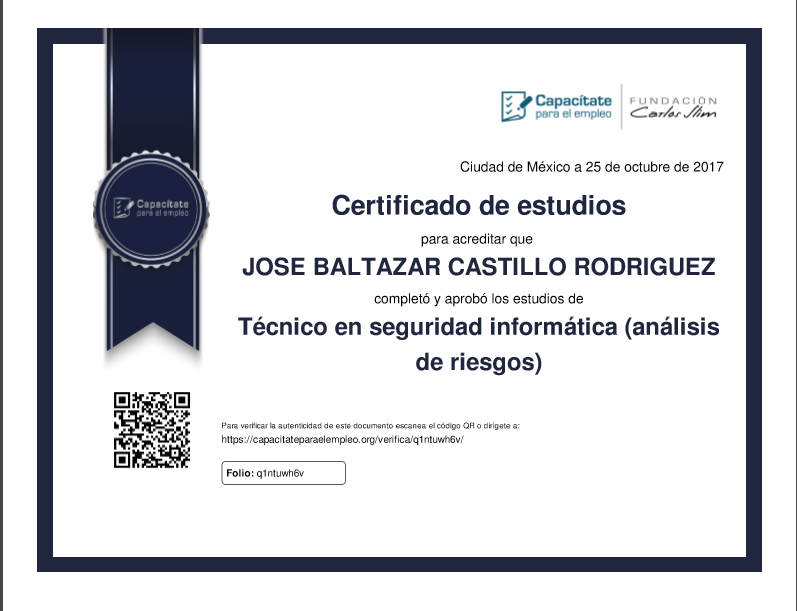 Capacítate
para el empleo
FUNDACIÓN
Carlos Slim
Ciudad de México a 25 de octubre de 2017
Capacítate
para el empleo
Certificado de estudios
para acreditar que
JOSE BALTAZAR CASTILLO RODRIGUEZ
completó y aprobó los estudios de
Técnico en seguridad informática (análisis
de riesgos)
Para verificar la autenticidad de este documento escanea el código QR o dirígete a:
https://capacitateparaelempleo.org/verifica/q1ntuwh6v/
Folio: q1ntuwh6v